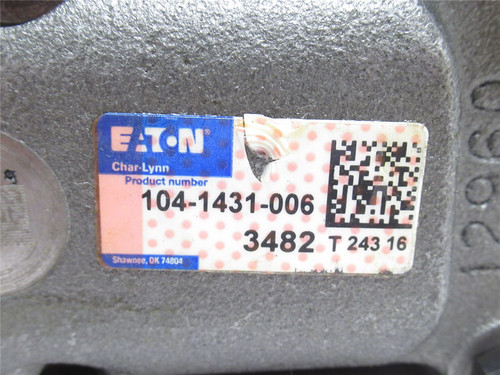 EATON®
Char-Lynn
Product number
104-1431-006
3482 T 243 16
Shawnee, OK 74804
12960